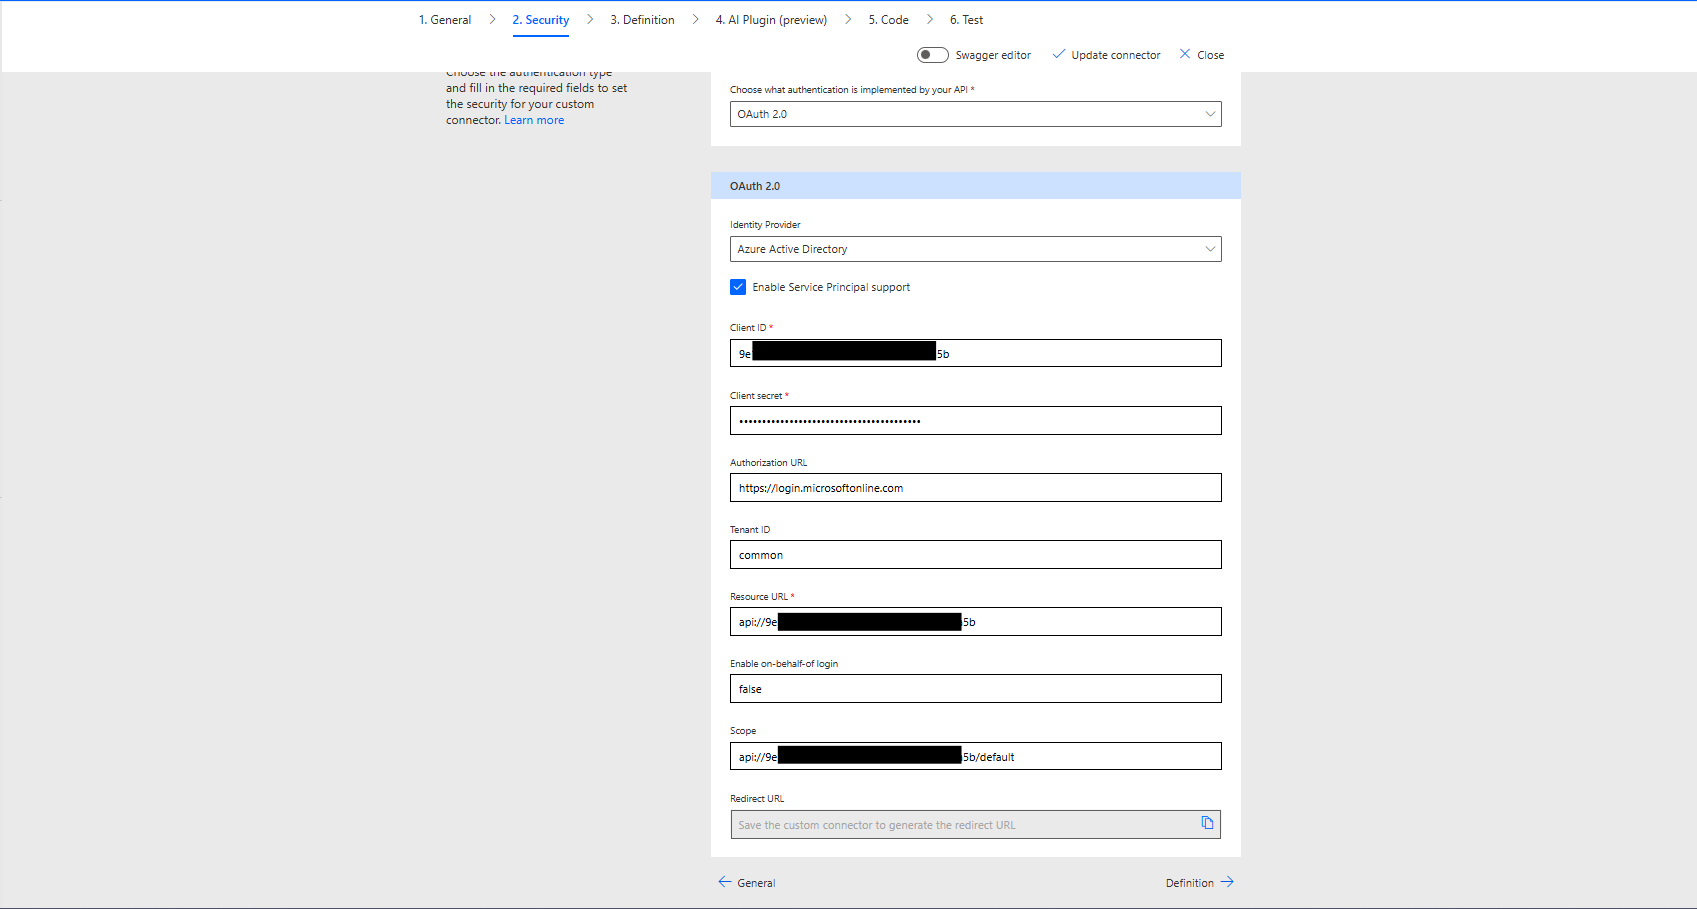 1. General
2. Security
3. Definition
4. AI Plugin (preview)
5. Code
6. Test
Swagger editor
Update connector
Close
Choose the authentication type
and fill in the required fields to set
the security for your custom
connector. Learn more
Choose what authentication is implemented by your API *
OAuth 2.0
OAuth 2.0
Identity Provider
Azure Active Directory
Enable Service Principal support
Client ID *
9e 5b
Client secret *
••••••••••••••••••••••••••••••••••••••••
Authorization URL
https://login.microsoftonline.com
Tenant ID
common
Resource URL *
api://9e 5b
Enable on-behalf-of login
false
Scope
api://9e 5b/default
Redirect URL
Save the custom connector to generate the redirect URL
General
Definition